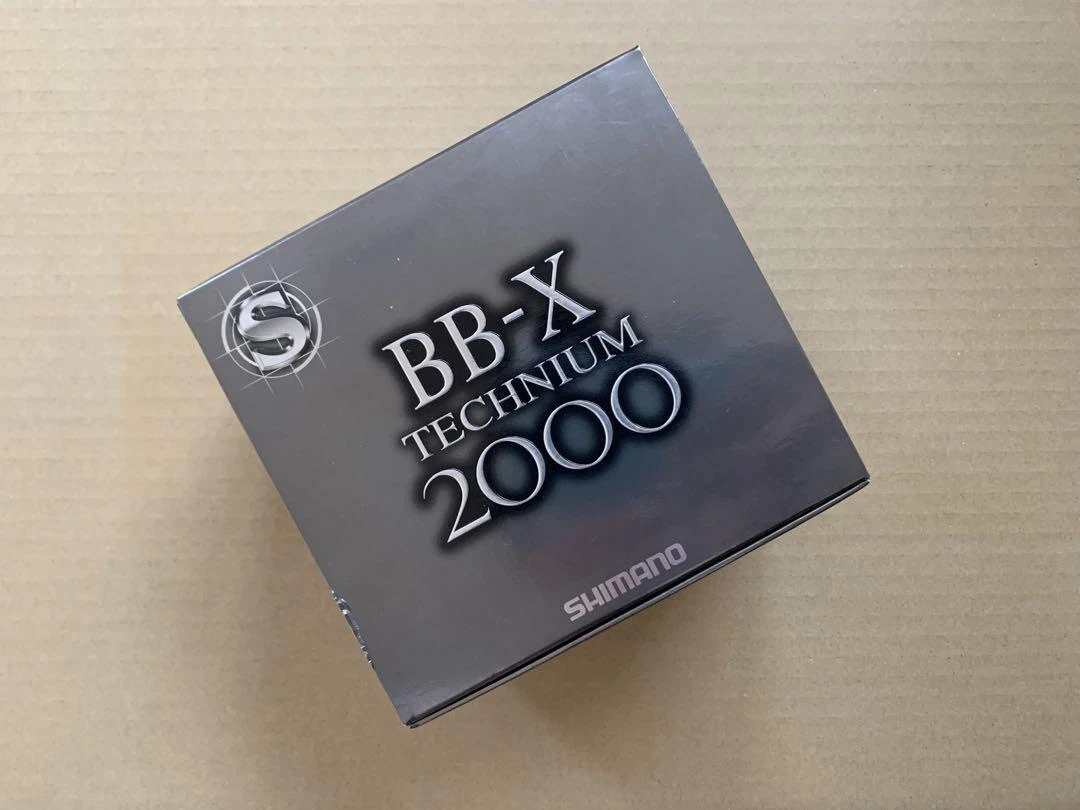 S
BB-X
TECHNIUM
2000
SHIMANO